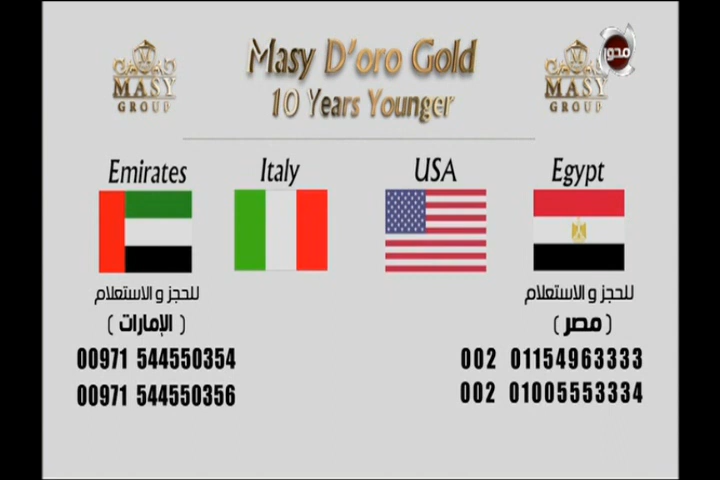 Masy D'oro Gold
10 Years Younger
MASY
GROUP
MASY
GROUP
محور
Emirates
Italy
USA
Egypt
للحجز و الاستعلام
( الإمارات )
00971 544550354
00971 544550356
للحجز و الاستعلام
( مصر )
002 01154963333
002 01005553334